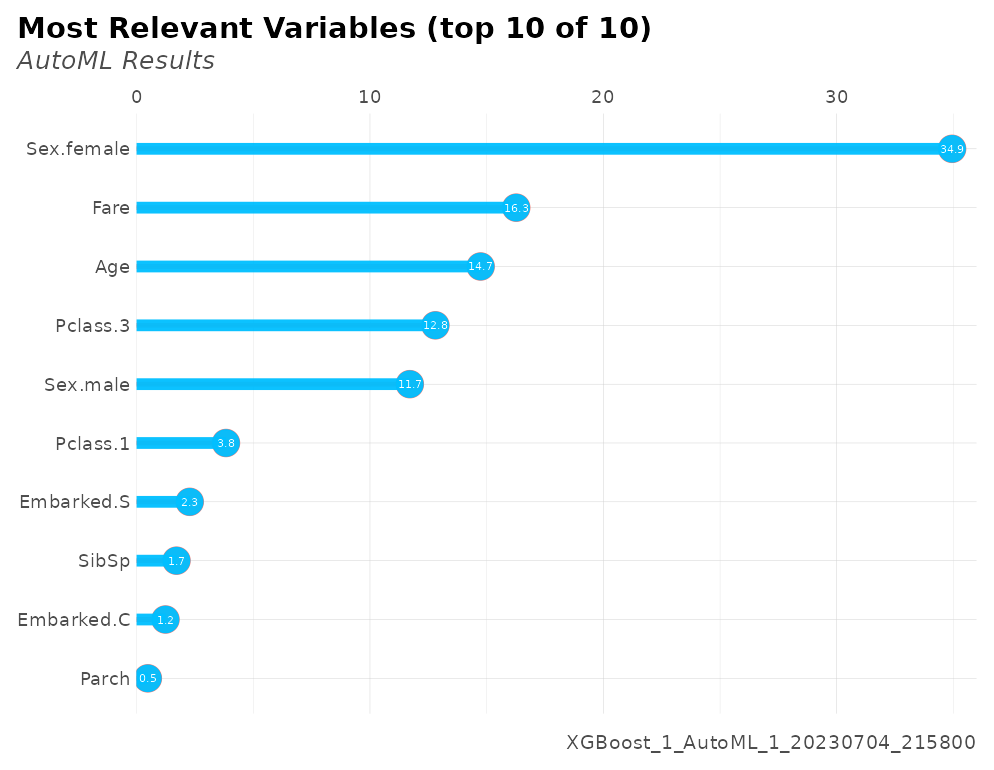 Most Relevant Variables (top 10 of 10)
AutoML Results
0 10 20 30
Sex.female 34.9
Fare 16.3
Age 14.7
Pclass.3 12.8
Sex.male 11.7
Pclass.1 3.8
Embarked.S 2.3
SibSp 1.7
Embarked.C 1.2
Parch 0.5
XGBoost_1_AutoML_1_20230704_215800